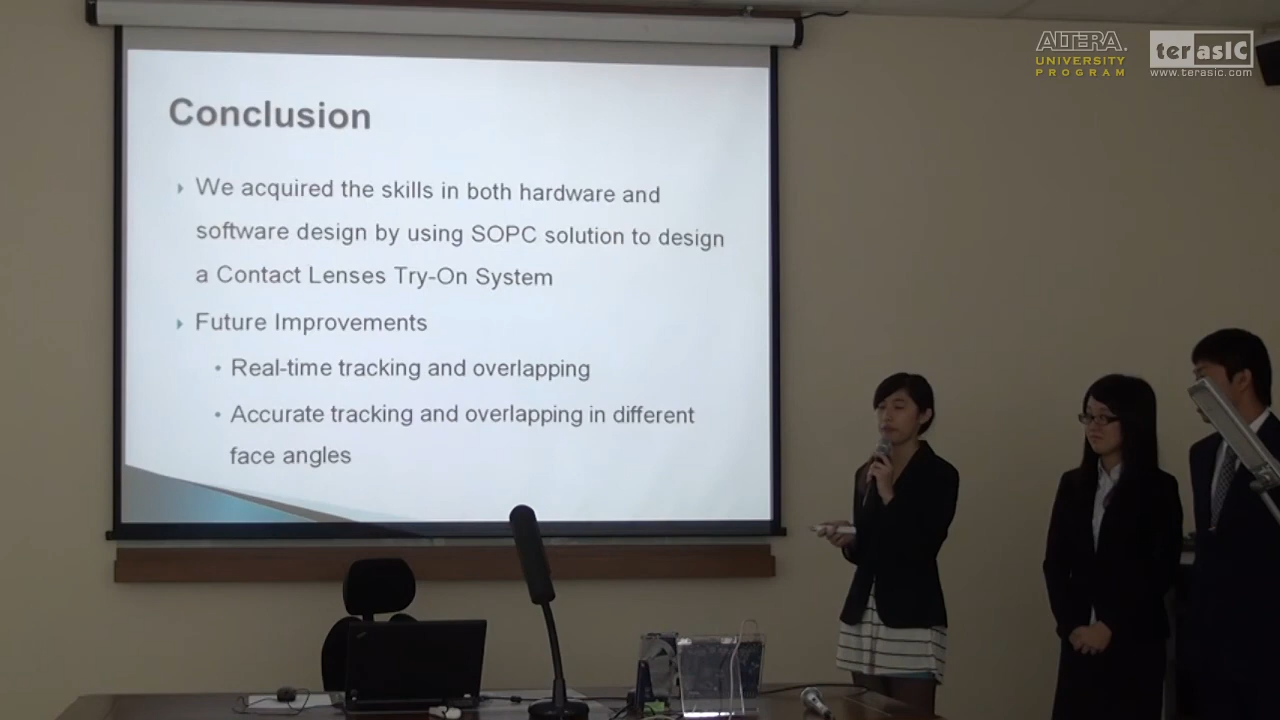 ALTERA.
UNIVERSITY
PROGRAM
terasIC
www.terasic.com
Conclusion
We acquired the skills in both hardware and
software design by using SOPC solution to design
a Contact Lenses Try-On System
Future Improvements
Real-time tracking and overlapping
Accurate tracking and overlapping in different
face angles